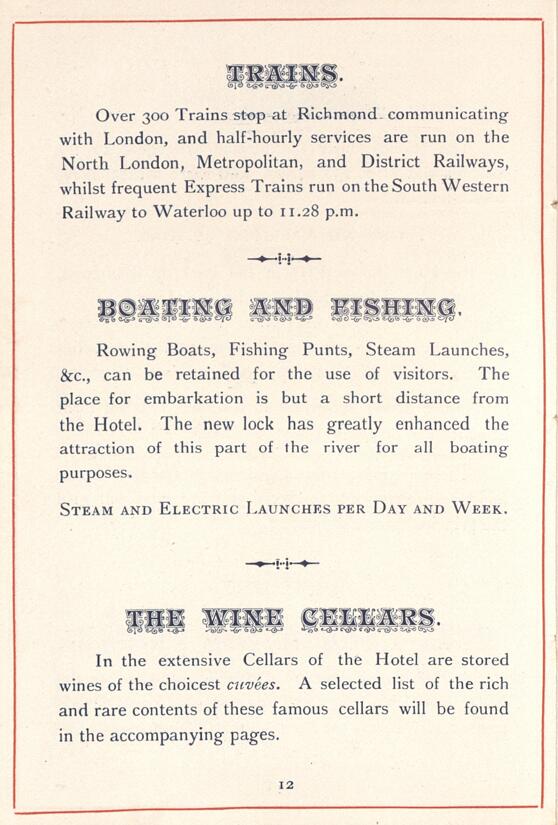 TRAINS.
Over 300 Trains stop at Richmond communicating
with London, and half-hourly services are run on the
North London, Metropolitan, and District Railways,
whilst frequent Express Trains run on the South Western
Railway to Waterloo up to 11.28 p.m.
BOATING AND FISHING.
Rowing Boats, Fishing Punts, Steam Launches,
&c., can be retained for the use of visitors. The
place for embarkation is but a short distance from
the Hotel. The new lock has greatly enhanced the
attraction of this part of the river for all boating
purposes.
STEAM AND ELECTRIC LAUNCHES PER DAY AND WEEK.
THE WINE CELLARS.
In the extensive Cellars of the Hotel are stored
wines of the choicest cuvées. A selected list of the rich
and rare contents of these famous cellars will be found
in the accompanying pages.
12